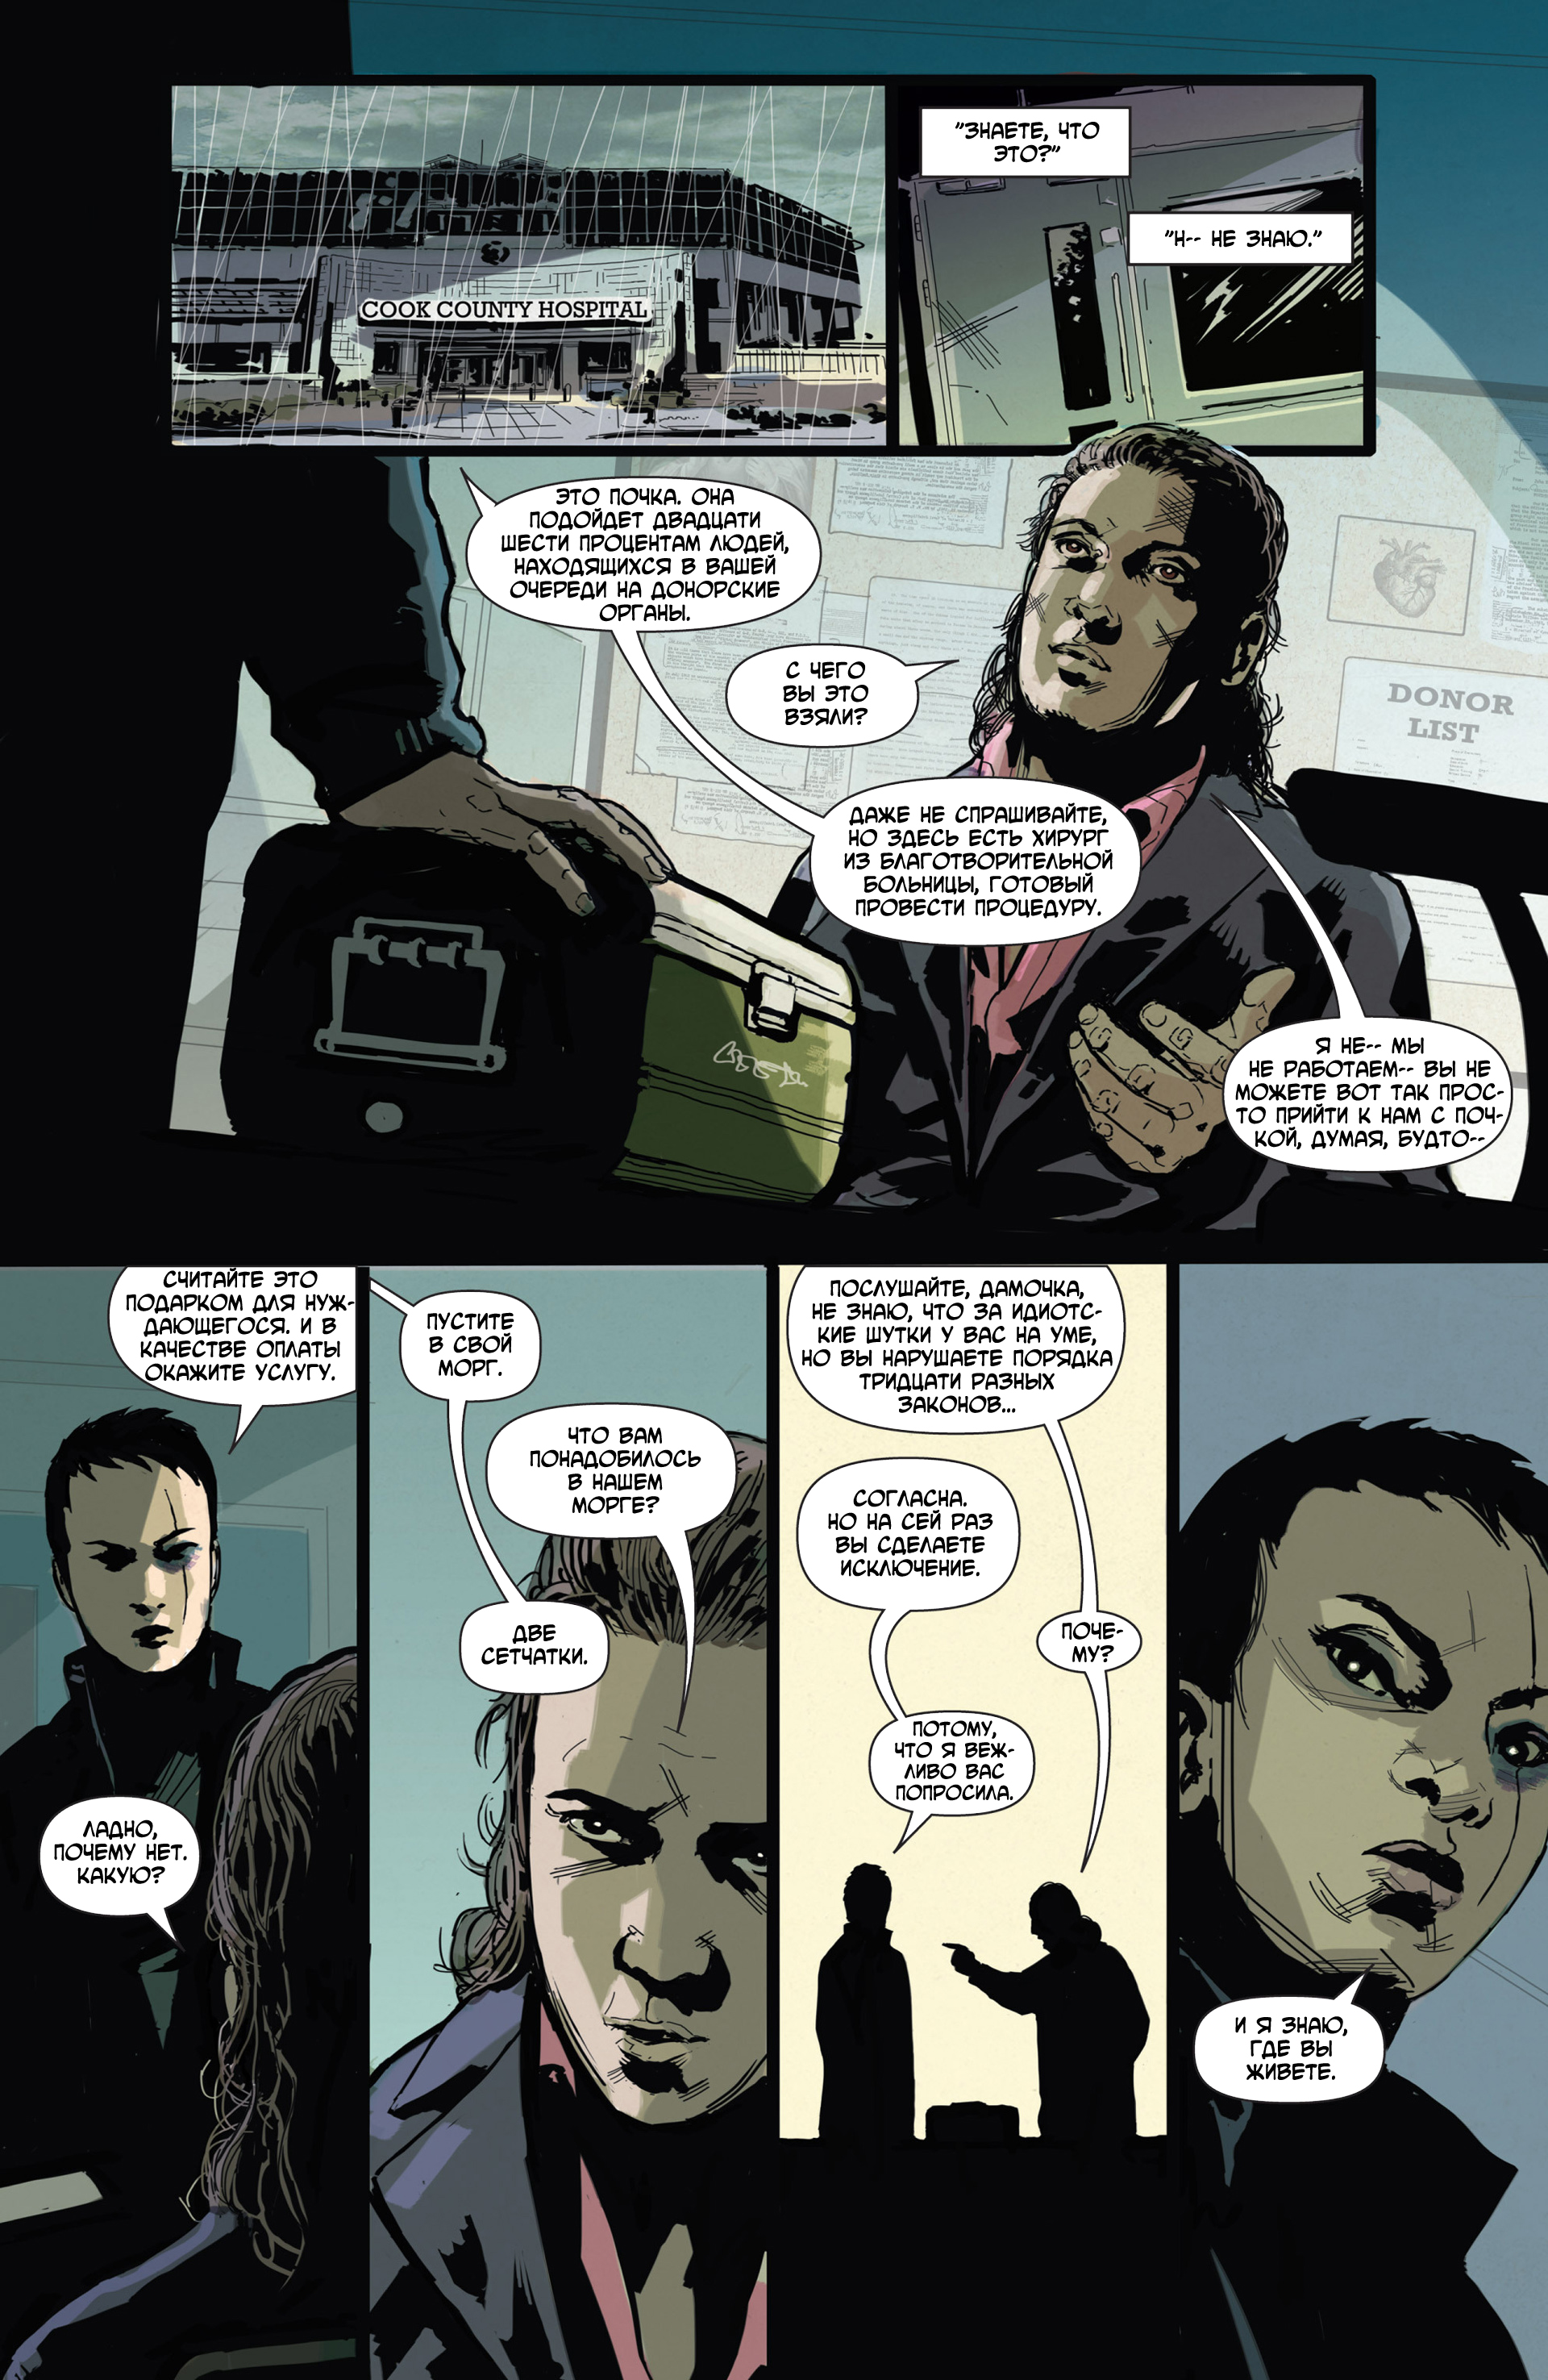 COOK COUNTY HOSPITAL
"ЗНАЕТЕ, ЧТО
ЭТО?"
"Н-- НЕ ЗНАЮ."
ЭТО ПОЧКА. ОНА
ПОДОЙДЕТ ДВАДЦАТИ
ШЕСТИ ПРОЦЕНТАМ ЛЮДЕЙ,
НАХОДЯЩИХСЯ В ВАШЕЙ
ОЧЕРЕДИ НА ДОНОРСКИЕ
ОРГАНЫ.
С ЧЕГО
ВЫ ЭТО
ВЗЯЛИ?
DONOR
LIST
ДАЖЕ НЕ СПРАШИВАЙТЕ,
НО ЗДЕСЬ ЕСТЬ ХИРУРГ
ИЗ БЛАГОТВОРИТЕЛЬНОЙ
БОЛЬНИЦЫ, ГОТОВЫЙ
ПРОВЕСТИ ПРОЦЕДУРУ.
Я НЕ-- МЫ
НЕ РАБОТАЕМ-- ВЫ НЕ
МОЖЕТЕ ВОТ ТАК ПРОС-
ТО ПРИЙТИ К НАМ С ПОЧ-
КОЙ, ДУМАЯ, БУДТО--
СЧИТАЙТЕ ЭТО
ПОДАРКОМ ДЛЯ НУЖ-
ДАЮЩЕГОСЯ. И В
КАЧЕСТВЕ ОПЛАТЫ
ОКАЖИТЕ УСЛУГУ.
ЛАДНО,
ПОЧЕМУ НЕТ.
КАКУЮ?
ПУСТИТЕ
В СВОЙ
МОРГ.
ЧТО ВАМ
ПОНАДОБИЛОСЬ
В НАШЕМ
МОРГЕ?
ДВЕ
СЕТЧАТКИ.
ПОСЛУШАЙТЕ, ДАМОЧКА,
НЕ ЗНАЮ, ЧТО ЗА ИДИОТС-
КИЕ ШУТКИ У ВАС НА УМЕ,
НО ВЫ НАРУШАЕТЕ ПОРЯДКА
ТРИДЦАТИ РАЗНЫХ
ЗАКОНОВ...
СОГЛАСНА.
НО НА СЕЙ РАЗ
ВЫ СДЕЛАЕТЕ
ИСКЛЮЧЕНИЕ.
ПОЧЕ-
МУ?
ПОТОМУ,
ЧТО Я ВЕЖ-
ЛИВО ВАС
ПОПРОСИЛА.
И Я ЗНАЮ,
ГДЕ ВЫ
ЖИВЕТЕ.